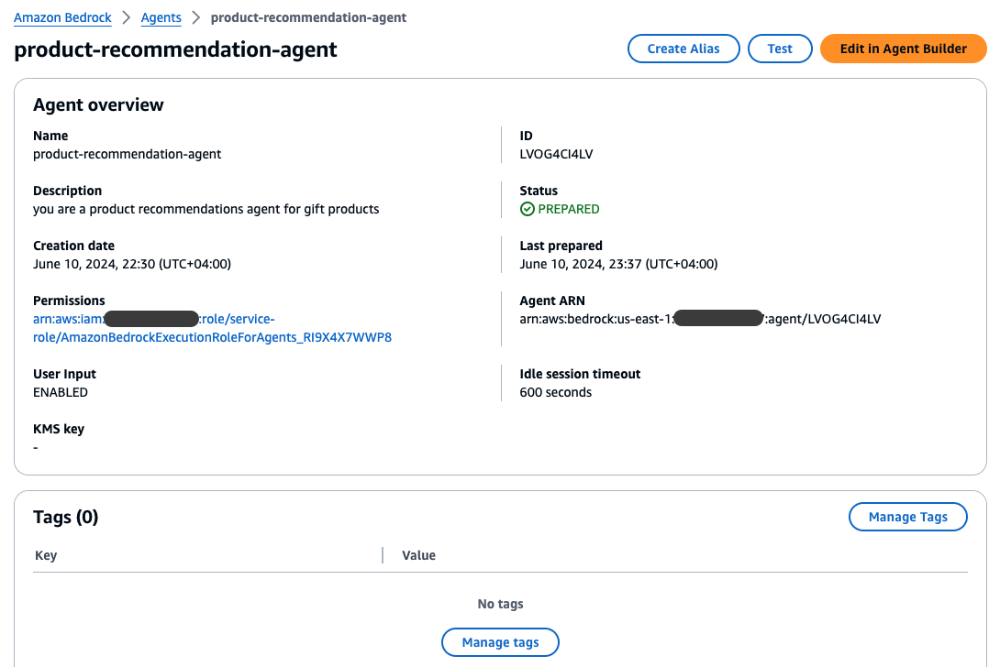 Amazon Bedrock > Agents > product-recommendation-agent
product-recommendation-agent
Create Alias
Test
Edit in Agent Builder
Agent overview
Name
product-recommendation-agent
ID
LVOG4CI4LV
Description
you are a product recommendations agent for gift products
Status
PREPARED
Creation date
June 10, 2024, 22:30 (UTC+04:00)
Last prepared
June 10, 2024, 23:37 (UTC+04:00)
Permissions
arn:aws:iam: :role/service-
role/AmazonBedrockExecutionRoleForAgents_RI9X4X7WWP8
Agent ARN
arn:aws:bedrock:us-east-1: :agent/LVOG4CI4LV
User Input
ENABLED
Idle session timeout
600 seconds
KMS key
-
Tags (0)
Manage Tags
Key
Value
No tags
Manage tags